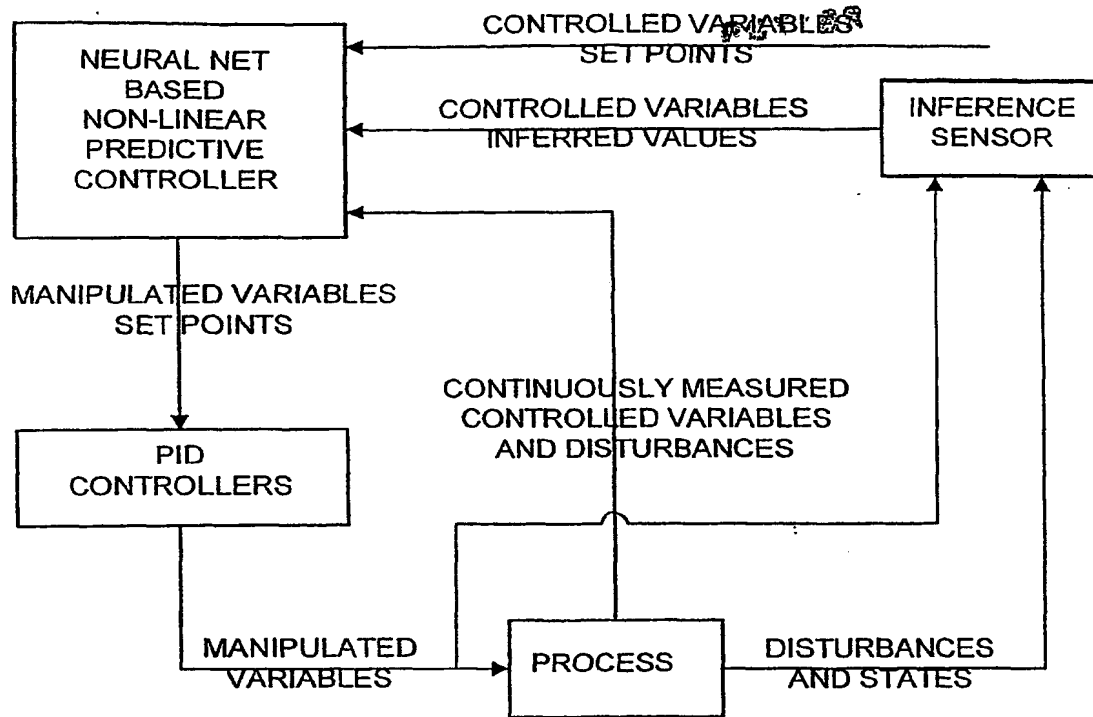 CONTROLLED VARIABLES
SET POINTS
NEURAL NET
BASED
NON-LINEAR
PREDICTIVE
CONTROLLER
CONTROLLED VARIABLES
INFERRED VALUES
INFERENCE
SENSOR
MANIPULATED VARIABLES
SET POINTS
CONTINUOUSLY MEASURED
CONTROLLED VARIABLES
AND DISTURBANCES
PID
CONTROLLERS
MANIPULATED
VARIABLES
PROCESS
DISTURBANCES
AND STATES